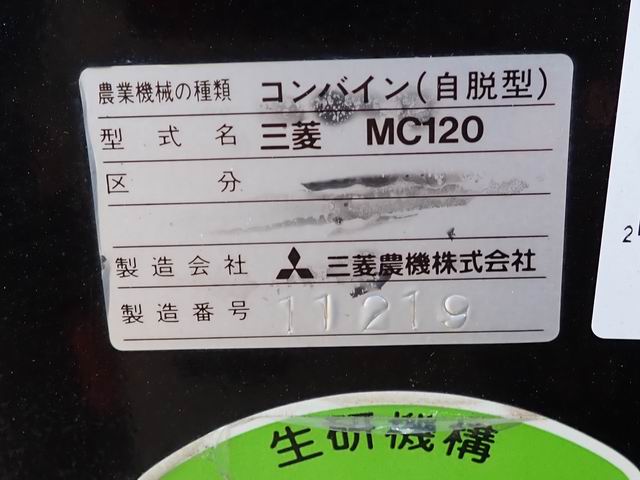 農業機械の種類 コンバイン(自脱型)
型式名 三菱 MC120
区分
製造会社 三菱農機株式会社
製造番号 11219
生研機構
2